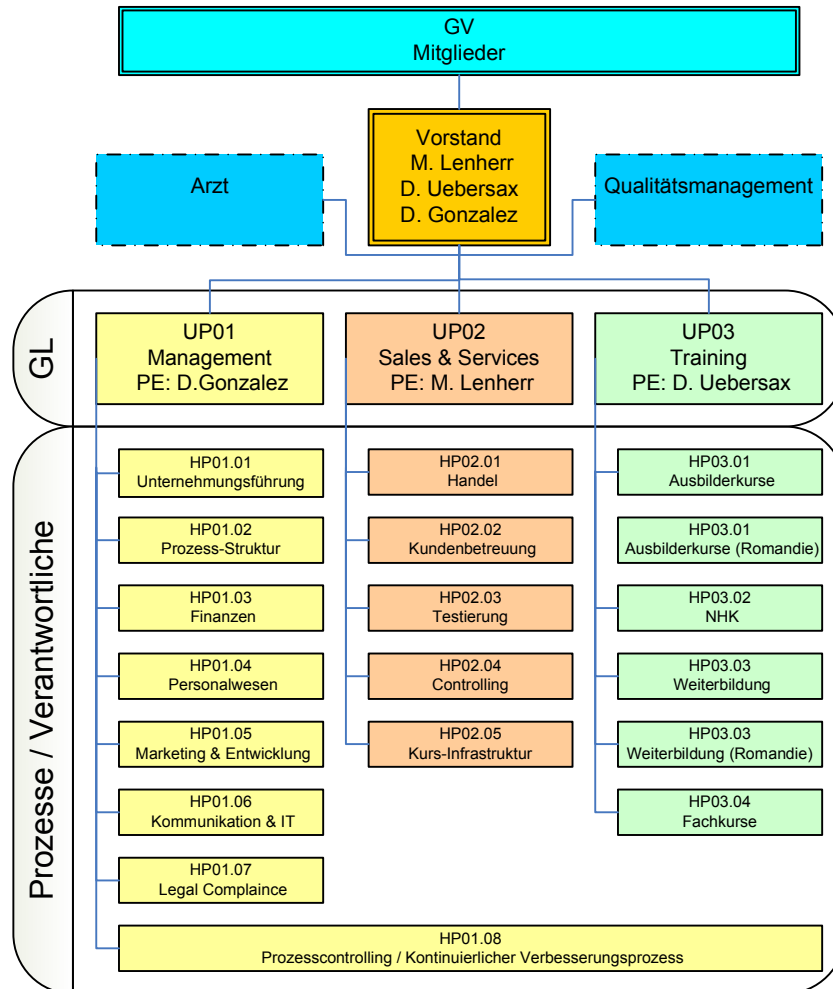 GV
Mitglieder
Vorstand
M. Lenherr
D. Uebersax
D. Gonzalez
Arzt
Qualitätsmanagement
GL
UP01
Management
PE: D.Gonzalez
UP02
Sales & Services
PE: M. Lenherr
UP03
Training
PE: D. Uebersax
Prozesse / Verantwortliche
HP01.01
Unternehmungsführung
HP01.02
Prozess-Struktur
HP01.03
Finanzen
HP01.04
Personalwesen
HP01.05
Marketing & Entwicklung
HP01.06
Kommunikation & IT
HP01.07
Legal Complaince
HP02.01
Handel
HP02.02
Kundenbetreuung
HP02.03
Testierung
HP02.04
Controlling
HP02.05
Kurs-Infrastruktur
HP03.01
Ausbilderkurse
HP03.01
Ausbilderkurse (Romandie)
HP03.02
NHK
HP03.03
Weiterbildung
HP03.03
Weiterbildung (Romandie)
HP03.04
Fachkurse
HP01.08
Prozesscontrolling / Kontinuierlicher Verbesserungsprozess